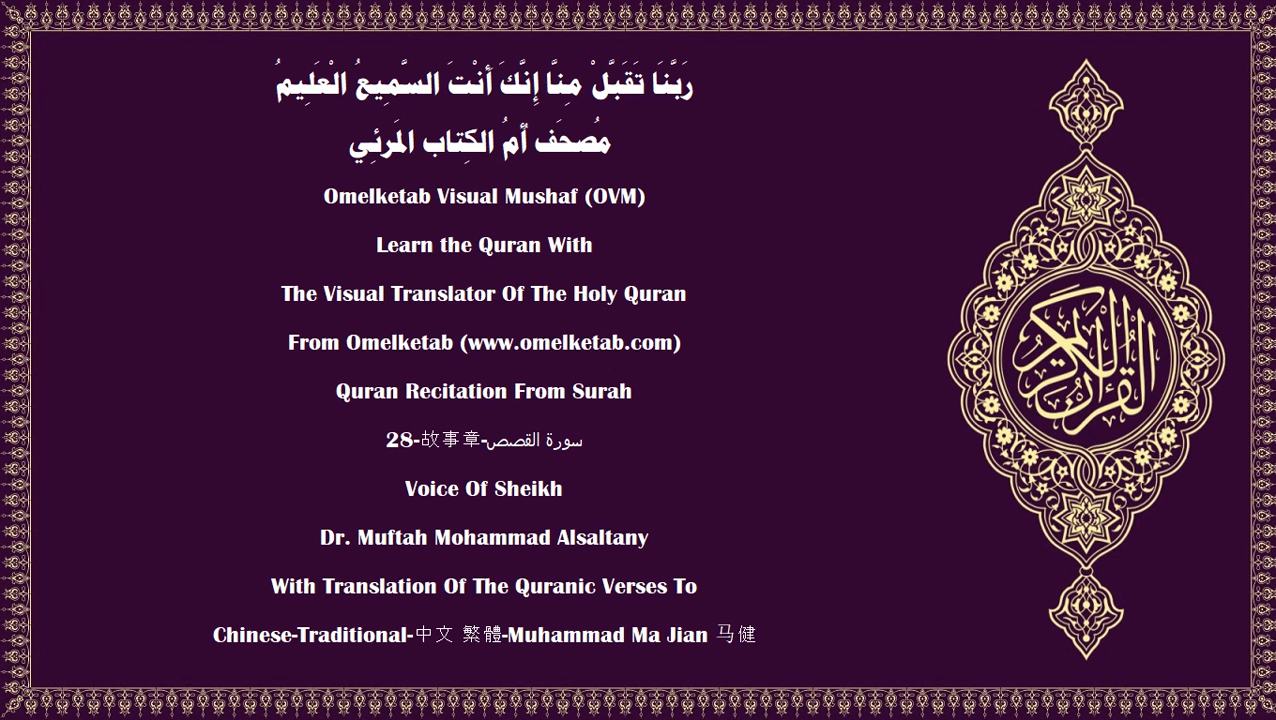 رَبَّنَا تَقَبَّلْ مِنَّا إِنَّكَ أَنْتَ السَّمِيعُ الْعَلِيمُ
مُصحَف أمُ الكِتاب المَرئِي
Omelketab Visual Mushaf (OVM)
Learn the Quran With
The Visual Translator Of The Holy Quran
From Omelketab (www.omelketab.com)
Quran Recitation From Surah
28-故事章-سورة القصص
Voice Of Sheikh
Dr. Muftah Mohammad Alsaltany
With Translation Of The Quranic Verses To
Chinese-Traditional-中文 繁體-Muhammad Ma Jian 马健
القرآن الكريم